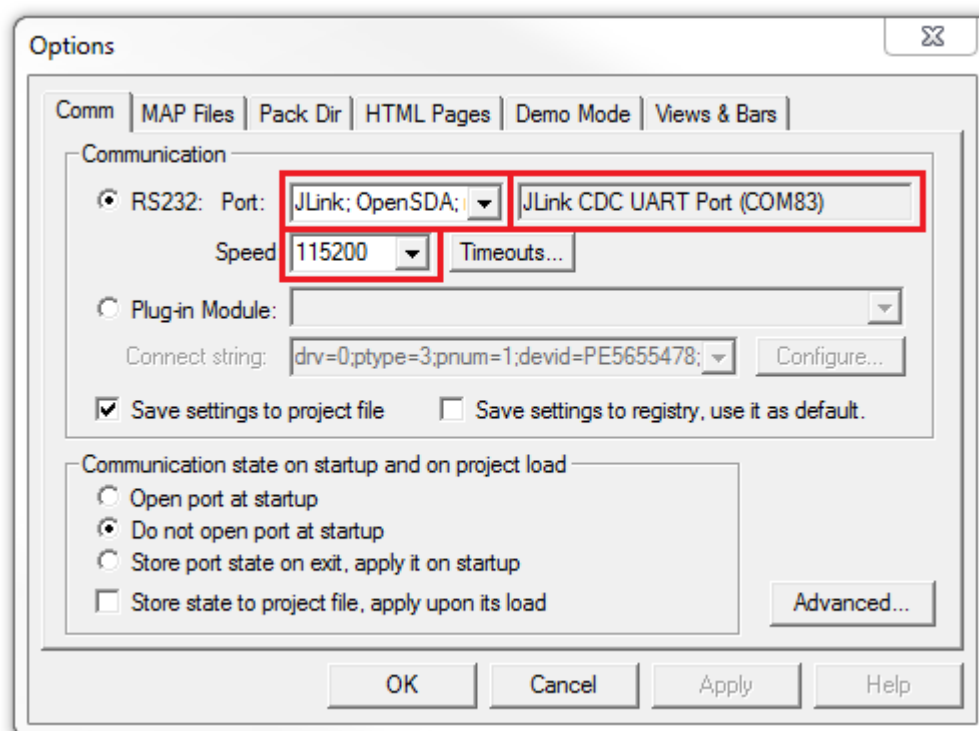 Options
Comm MAP Files Pack Dir HTML Pages Demo Mode Views & Bars
Communication
RS232: Port: JLink; OpenSDA; JLink CDC UART Port (COM83)
Speed 115200 Timeouts...
Plug-in Module:
Connect string: drv=0;ptype=3;pnum=1;devid=PE5655478; Configure...
Save settings to project file Save settings to registry, use it as default.
Communication state on startup and on project load
Open port at startup
Do not open port at startup
Store port state on exit, apply it on startup
Store state to project file, apply upon its load Advanced...
OK Cancel Apply Help